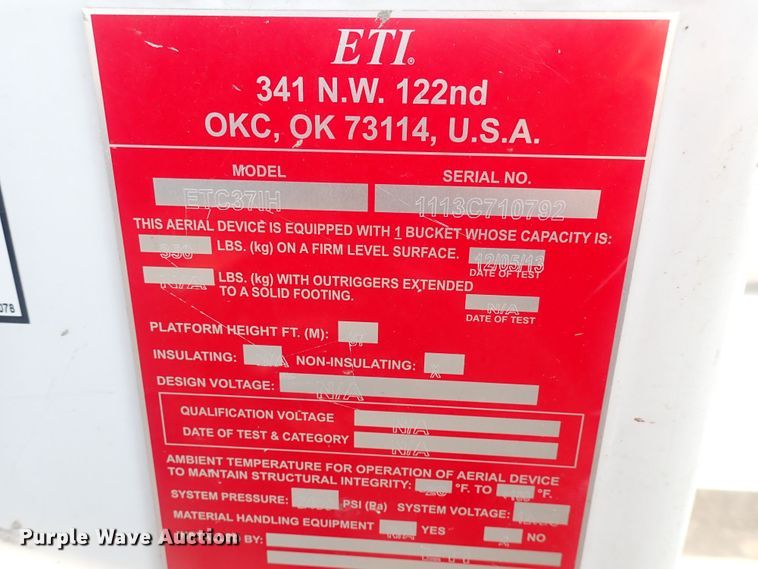 ETI®
341 N.W. 122nd
OKC, OK 73114, U.S.A.
MODEL SERIAL NO.
ETC37IH 1113C710792
THIS AERIAL DEVICE IS EQUIPPED WITH 1 BUCKET WHOSE CAPACITY IS:
350 LBS. (kg) ON A FIRM LEVEL SURFACE. 12/05/13
DATE OF TEST
N/A LBS. (kg) WITH OUTRIGGERS EXTENDED
TO A SOLID FOOTING. N/A
DATE OF TEST
PLATFORM HEIGHT FT. (M): 37
INSULATING: N/A NON-INSULATING: X
DESIGN VOLTAGE: N/A
QUALIFICATION VOLTAGE N/A
DATE OF TEST & CATEGORY N/A
AMBIENT TEMPERATURE FOR OPERATION OF AERIAL DEVICE
TO MAINTAIN STRUCTURAL INTEGRITY: °F. TO °F.
SYSTEM PRESSURE: PSI (Pa) SYSTEM VOLTAGE:
MATERIAL HANDLING EQUIPMENT N/A YES X NO
BY:
078
Purple Wave Auction